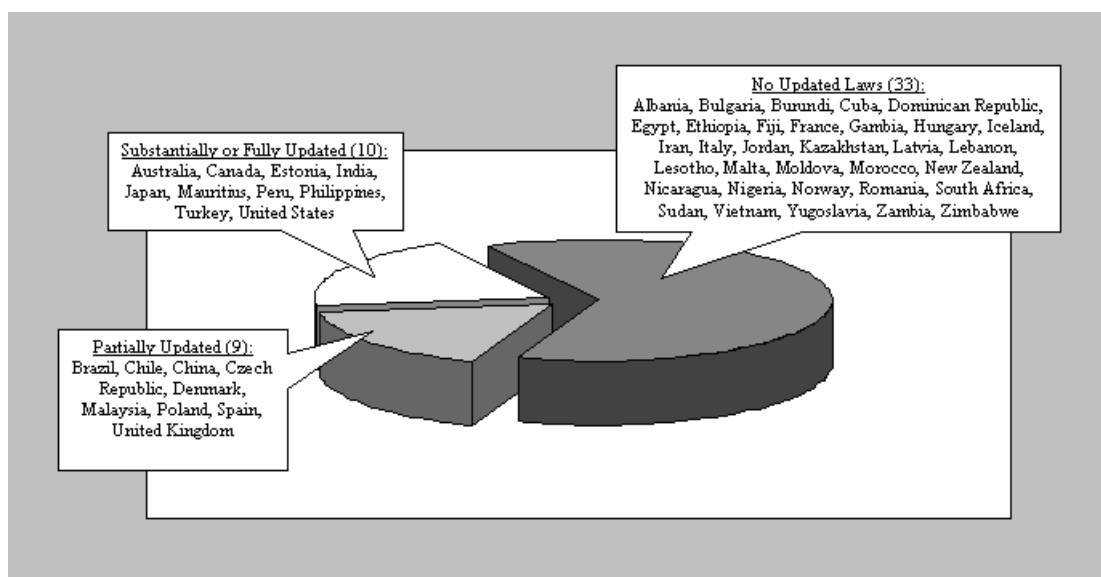 No Updated Laws (33):
Albania, Bulgaria, Burundi, Cuba, Dominican Republic,
Egypt, Ethiopia, Fiji, France, Gambia, Hungary, Iceland,
Iran, Italy, Jordan, Kazakhstan, Latvia, Lebanon,
Lesotho, Malta, Moldova, Morocco, New Zealand,
Nicaragua, Nigeria, Norway, Romania, South Africa,
Sudan, Vietnam, Yugoslavia, Zambia, Zimbabwe
Substantially or Fully Updated (10):
Australia, Canada, Estonia, India,
Japan, Mauritius, Peru, Philippines,
Turkey, United States
Partially Updated (9):
Brazil, Chile, China, Czech
Republic, Denmark,
Malaysia, Poland, Spain,
United Kingdom